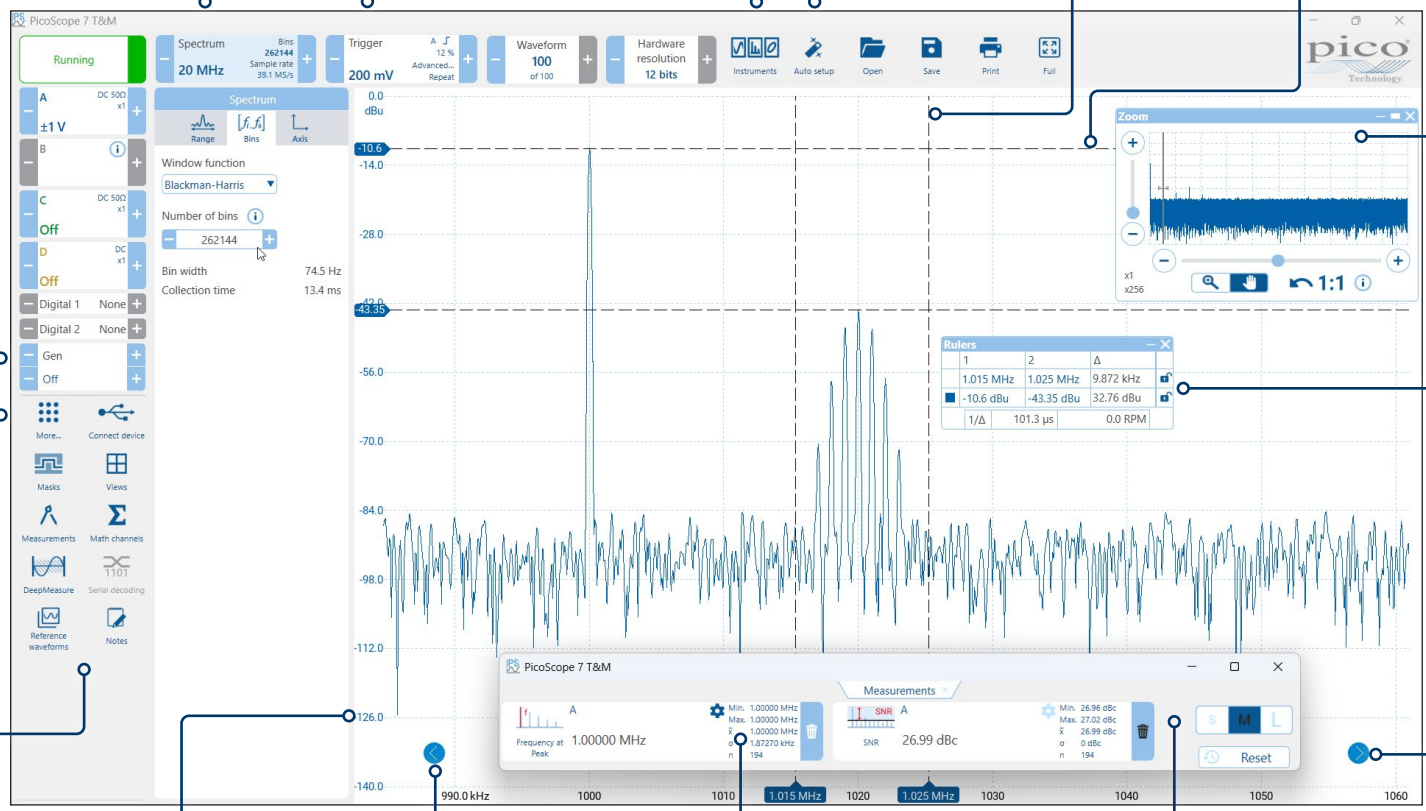 PicoScope 7 T&M
Running
Spectrum
20 MHz
Bins
262144
Sample rate
39.1 MS/s
Trigger
200 mV
A
12 %
Advanced...
Repeat
Waveform
100
of 100
Hardware
resolution
12 bits
Instruments
Auto setup
Open
Save
Print
Full
pico
Technology
A
DC 50Ω
x1
±1 V
B
C
DC 50Ω
x1
Off
D
DC
x1
Off
Digital 1 None
Digital 2 None
Gen
Off
More...
Connect device
Masks
Views
Measurements
Math channels
DeepMeasure
Serial decoding
1101
Reference
waveforms
Notes
Spectrum
Range
Bins
Axis
Window function
Blackman-Harris
Number of bins
262144
Bin width 74.5 Hz
Collection time 13.4 ms
0.0
dBu
-10.6
-14.0
-28.0
-42.0
-43.35
-56.0
-70.0
-84.0
-98.0
-112.0
-126.0
-140.0
Zoom
x1
x256
1:1
Rulers
1 2 Δ
1.015 MHz 1.025 MHz 9.872 kHz
-10.6 dBu -43.35 dBu 32.76 dBu
1/Δ 101.3 µs 0.0 RPM
PicoScope 7 T&M
Measurements
A
Frequency at
Peak
1.00000 MHz
Min. 1.00000 MHz
Max. 1.00000 MHz
x̄ 1.00000 MHz
σ 1.87270 kHz
n 194
SNR
A
SNR
26.99 dBc
Min. 26.96 dBc
Max. 27.02 dBc
x̄ 26.99 dBc
σ 0 dBc
n 194
S M L
Reset
990.0 kHz 1000 1010 1.015 MHz 1020 1.025 MHz 1030 1040 1050 1060